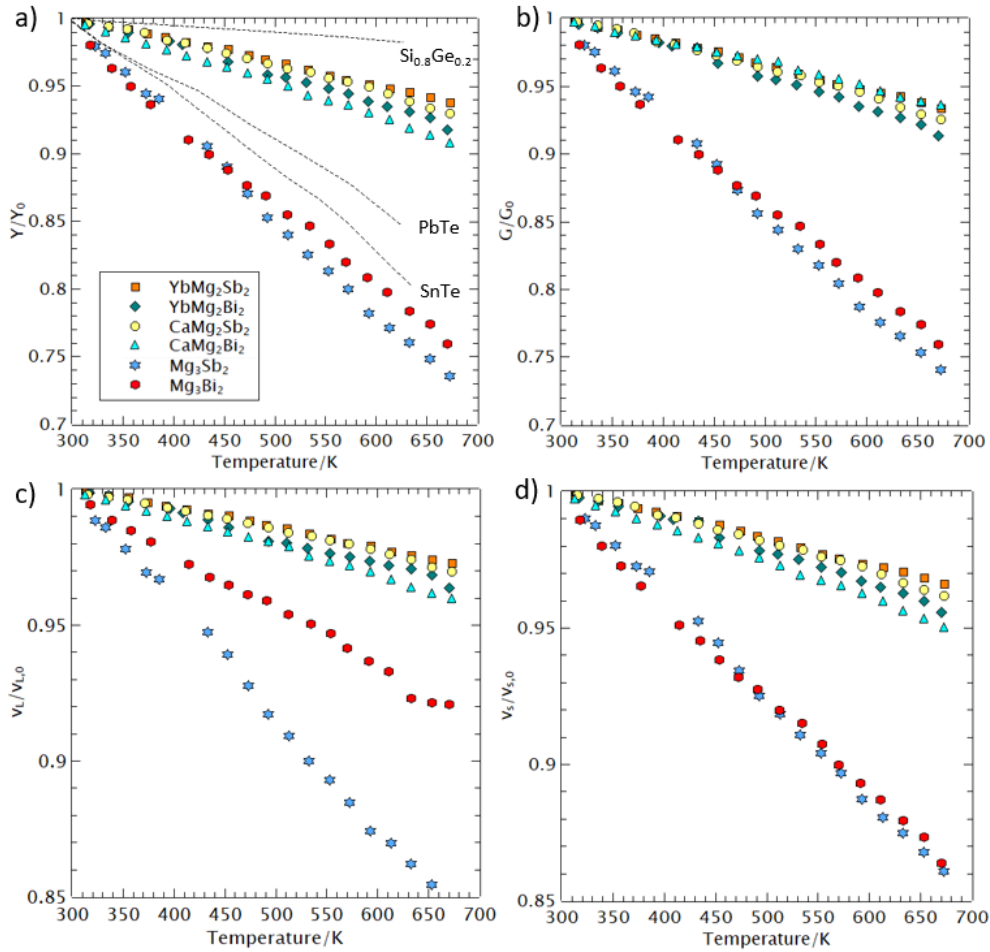 a)
1
0.95
0.9
0.85
0.8
0.75
0.7
Y/Y₀
Si₀.₈Ge₀.₂
PbTe
SnTe
YbMg₂Sb₂
YbMg₂Bi₂
CaMg₂Sb₂
CaMg₂Bi₂
Mg₃Sb₂
Mg₃Bi₂
300 350 400 450 500 550 600 650 700
Temperature/K
b)
1
0.95
0.9
0.85
0.8
0.75
0.7
G/G₀
300 350 400 450 500 550 600 650 700
Temperature/K
c)
1
0.95
0.9
0.85
v_L/v_L,0
300 350 400 450 500 550 600 650 700
Temperature/K
d)
1
0.95
0.9
0.85
v_s/v_s,0
300 350 400 450 500 550 600 650 700
Temperature/K